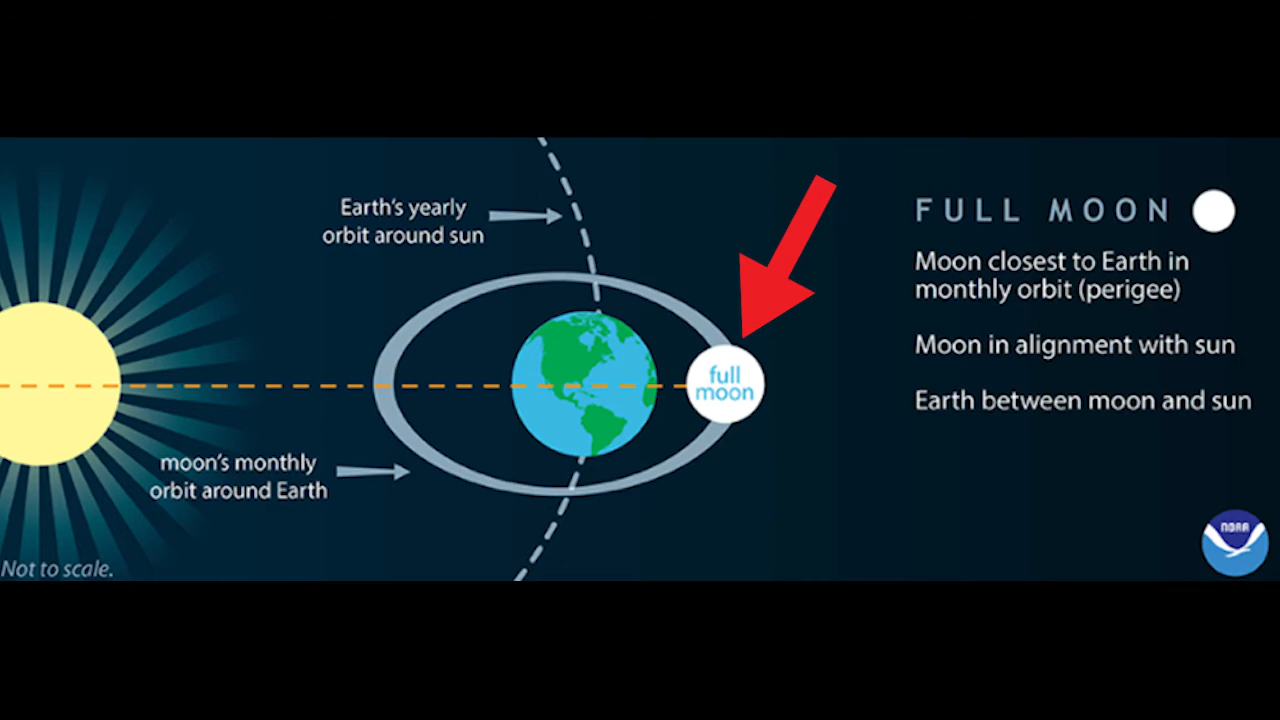 Earth's yearly
orbit around sun
full
moon
moon's monthly
orbit around Earth
Not to scale.
FULL MOON
Moon closest to Earth in
monthly orbit (perigee)
Moon in alignment with sun
Earth between moon and sun
NOAA